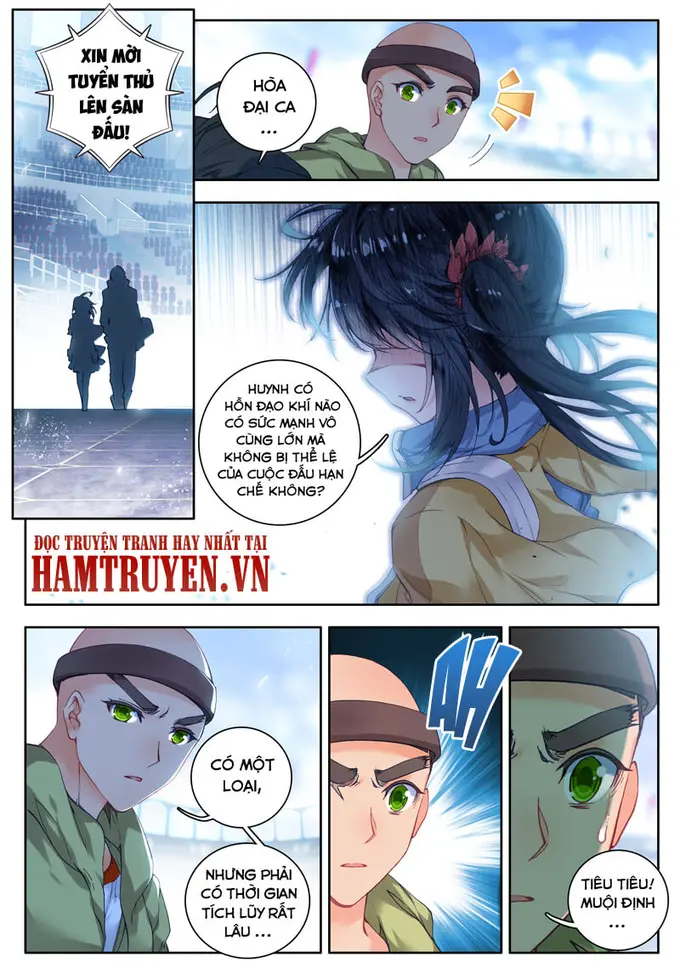 XIN MỜI
TUYỂN THỦ
LÊN SÀN
ĐẤU!
HÒA
ĐẠI CA
...
HUYNH CÓ
HỒN ĐẠO KHÍ NÀO
CÓ SỨC MẠNH VÔ
CÙNG LỚN MÀ
KHÔNG BỊ THỂ LỆ
CỦA CUỘC ĐẤU HẠN
CHẾ KHÔNG?
ĐỌC TRUYỆN TRANH HAY NHẤT TẠI
HAMTRUYEN.VN
CÓ MỘT
LOẠI,
NHƯNG PHẢI
CÓ THỜI GIAN
TÍCH LŨY RẤT
LÂU ...
AH
TIÊU TIÊU!
MUỘI ĐỊNH
...